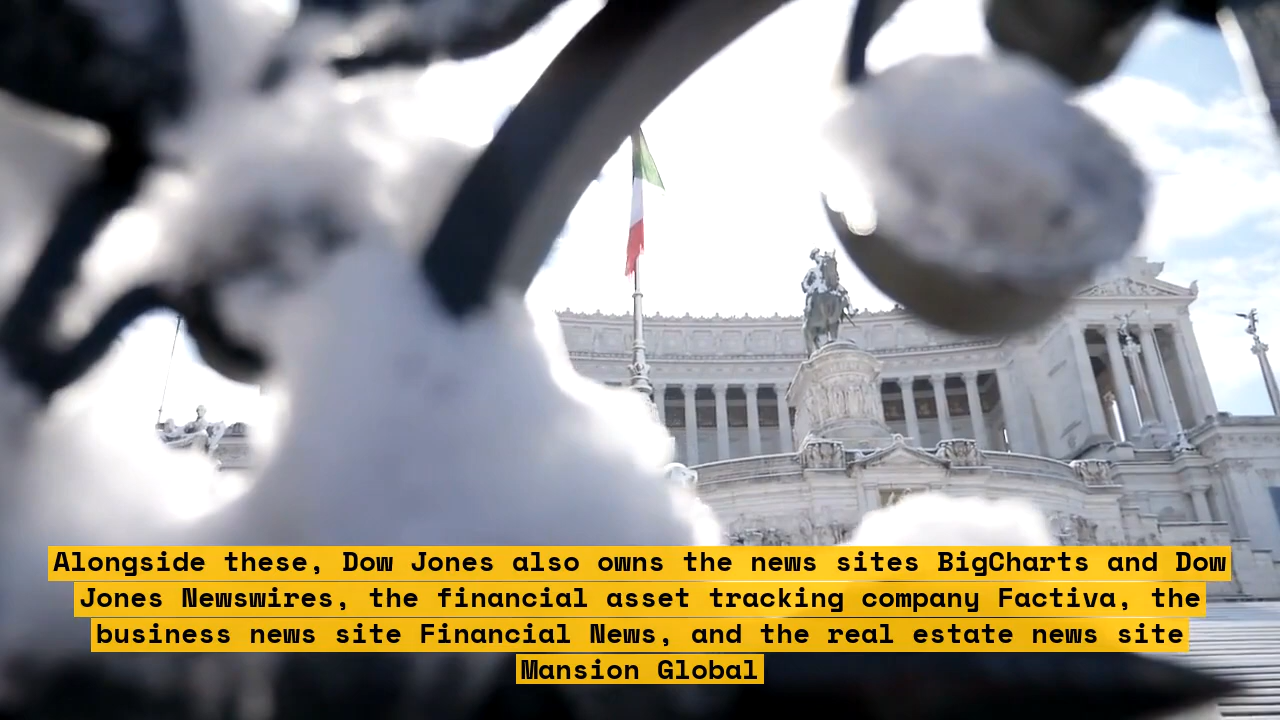 Alongside these, Dow Jones also owns the news sites BigCharts and Dow
Jones Newswires, the financial asset tracking company Factiva, the
business news site Financial News, and the real estate news site
Mansion Global